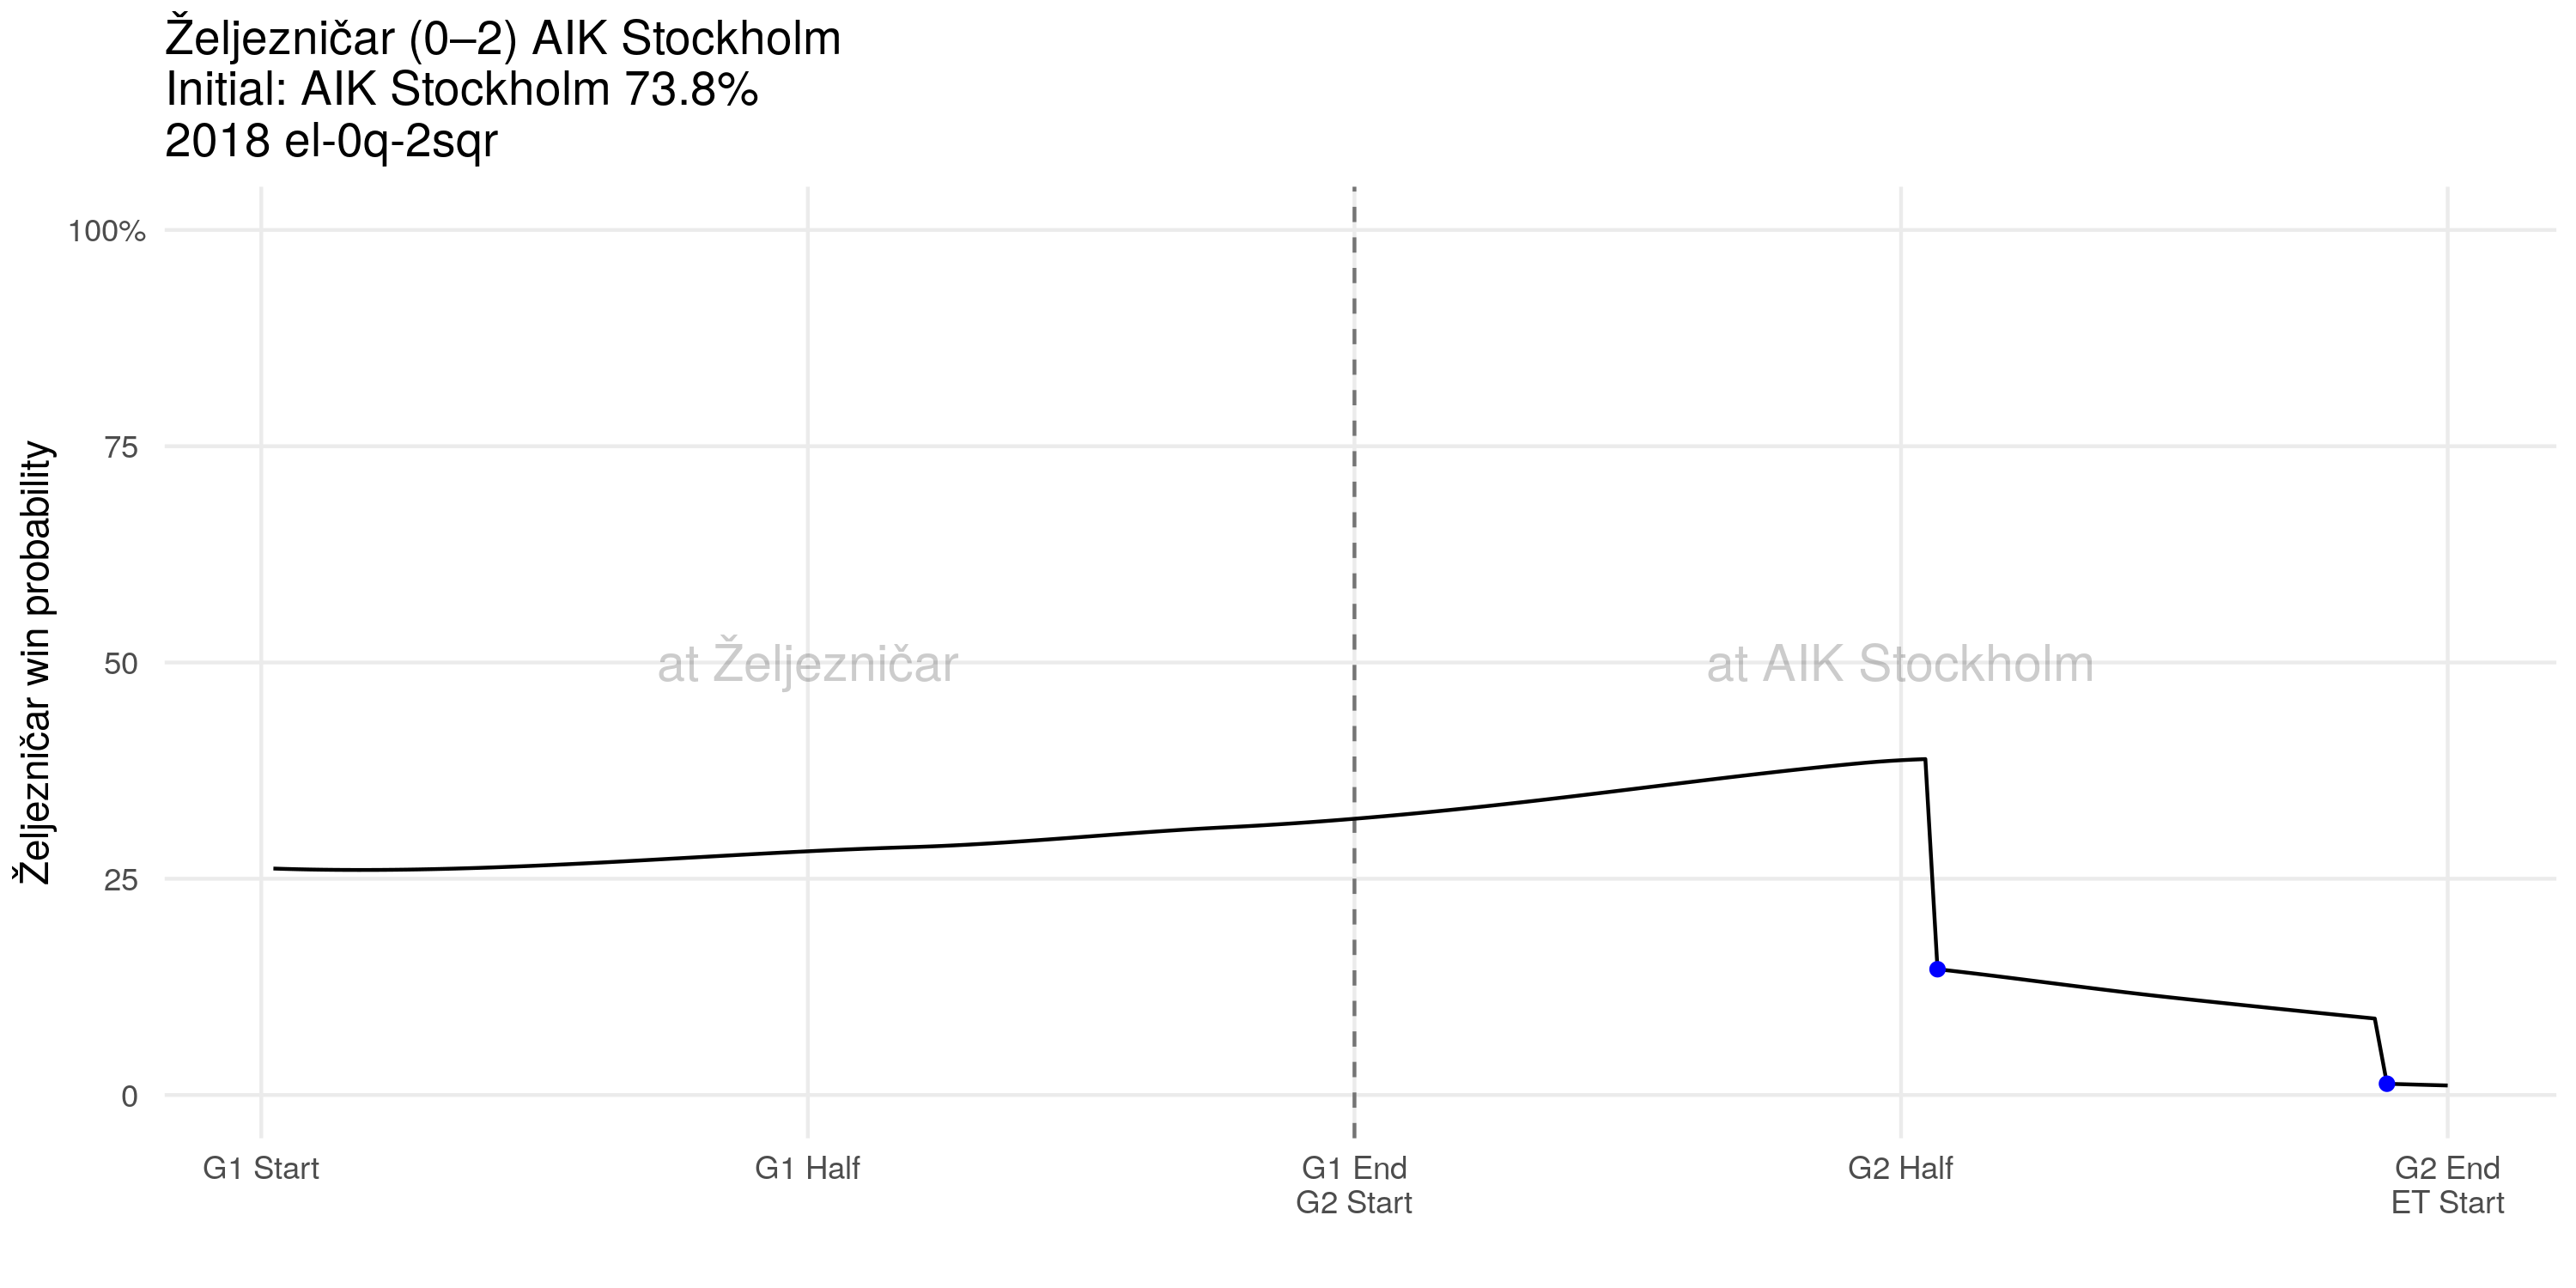 Željezničar (0–2) AIK Stockholm
Initial: AIK Stockholm 73.8%
2018 el-0q-2sqr
Željezničar win probability
100%
75
50
25
0
at Željezničar
at AIK Stockholm
G1 Start
G1 Half
G1 End
G2 Start
G2 Half
G2 End
ET Start